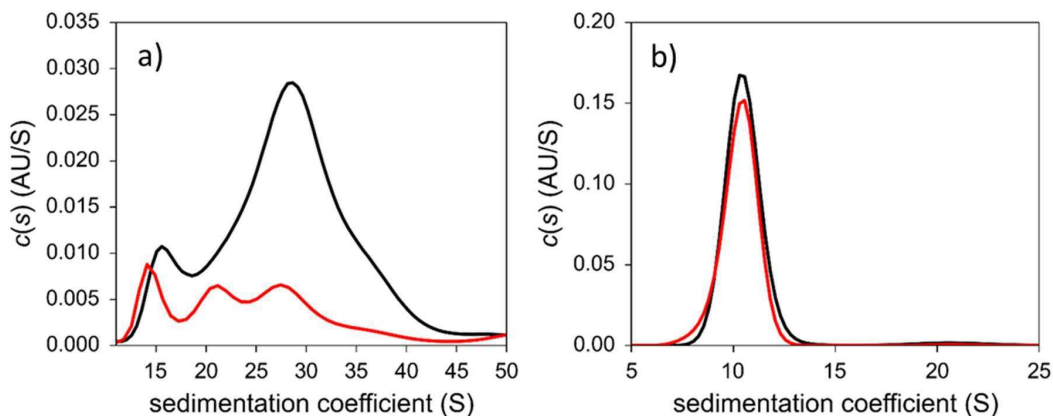 a)
c(s) (AU/S)
0.035
0.030
0.025
0.020
0.015
0.010
0.005
0.000
15 20 25 30 35 40 45 50
sedimentation coefficient (S)
b)
c(s) (AU/S)
0.20
0.15
0.10
0.05
0.00
5 10 15 20 25
sedimentation coefficient (S)